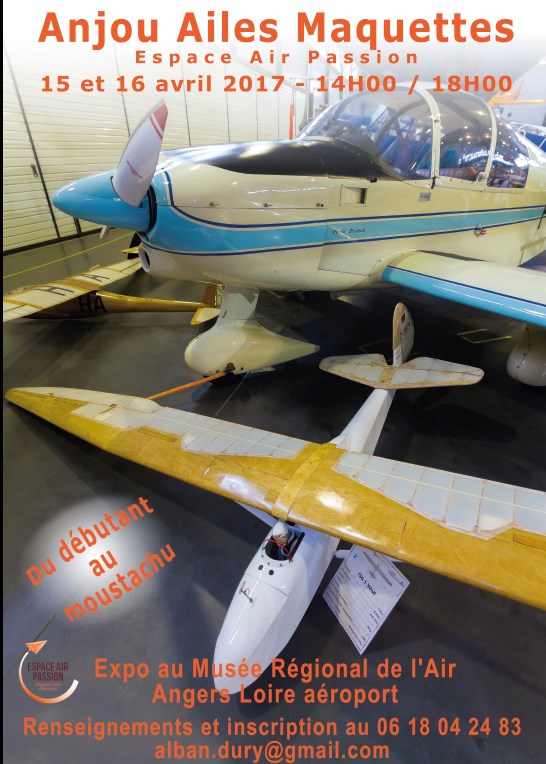 Anjou Ailes Maquettes
Espace Air Passion
15 et 16 avril 2017 - 14H00 / 18H00
HA
Du débutant
au
moustachu
ESPACE AIR
PASSION
Expo au Musée Régional de l'Air
Angers Loire aéroport
Renseignements et inscription au 06 18 04 24 83
alban.dury@gmail.com